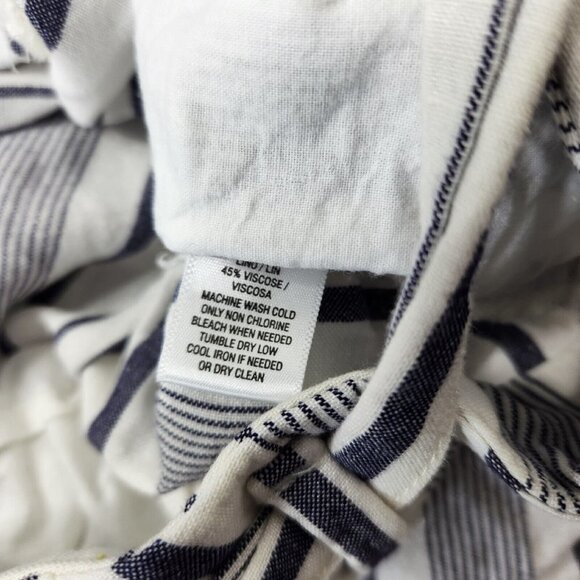 LINO / LIN
45% VISCOSE /
VISCOSA
MACHINE WASH COLD
ONLY NON CHLORINE
BLEACH WHEN NEEDED
TUMBLE DRY LOW
COOL IRON IF NEEDED
OR DRY CLEAN